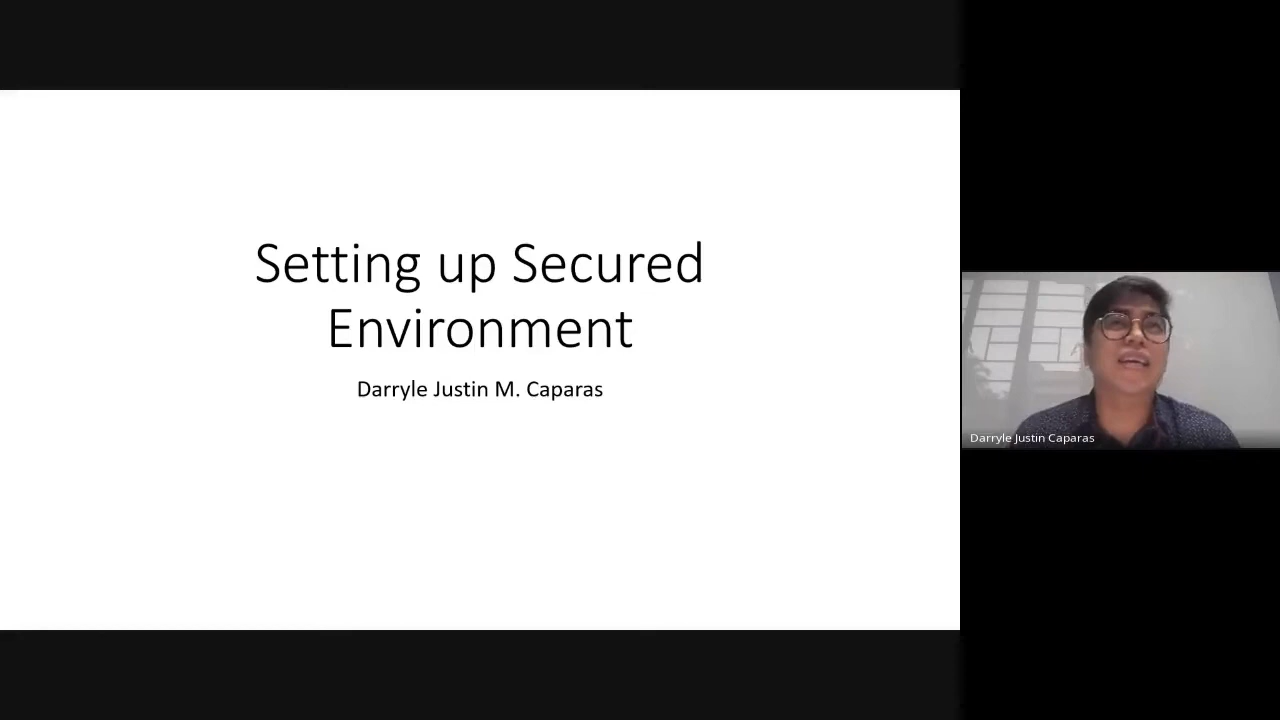 Setting up Secured
Environment
Darryle Justin M. Caparas
Darryle Justin Caparas